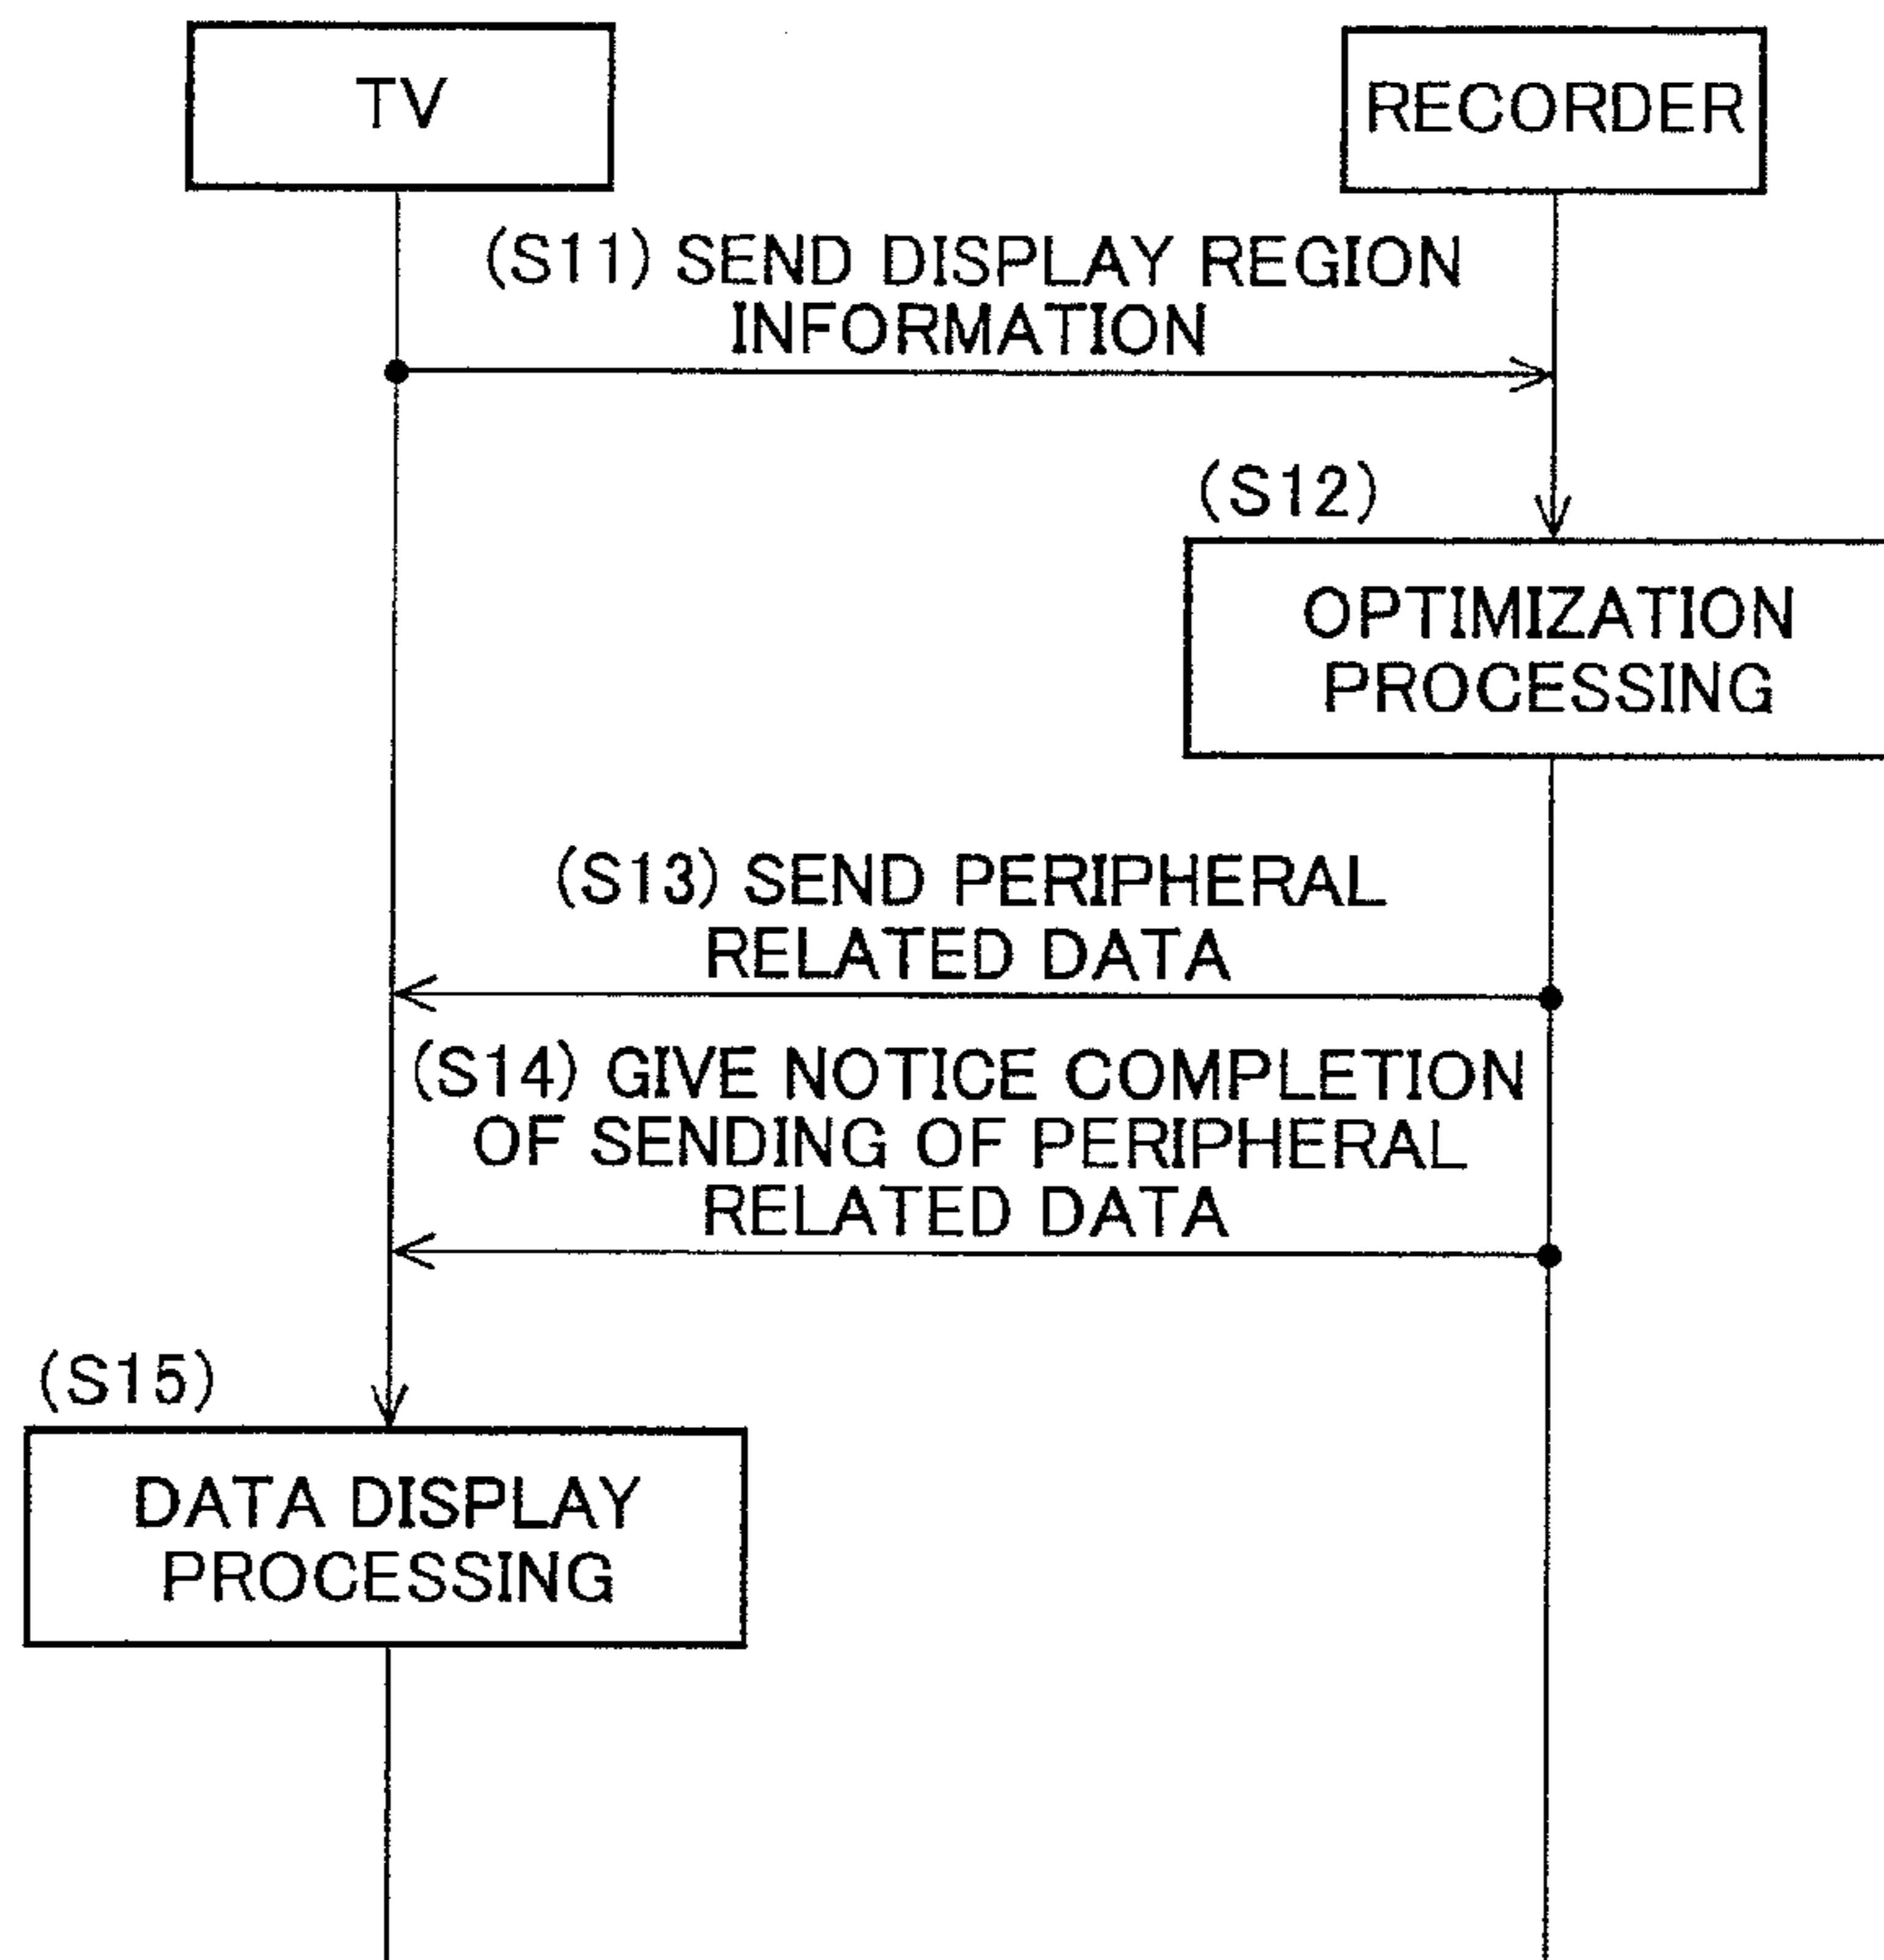 TV
RECORDER
(S11) SEND DISPLAY REGION
INFORMATION
(S12)
OPTIMIZATION
PROCESSING
(S13) SEND PERIPHERAL
RELATED DATA
(S14) GIVE NOTICE COMPLETION
OF SENDING OF PERIPHERAL
RELATED DATA
(S15)
DATA DISPLAY
PROCESSING